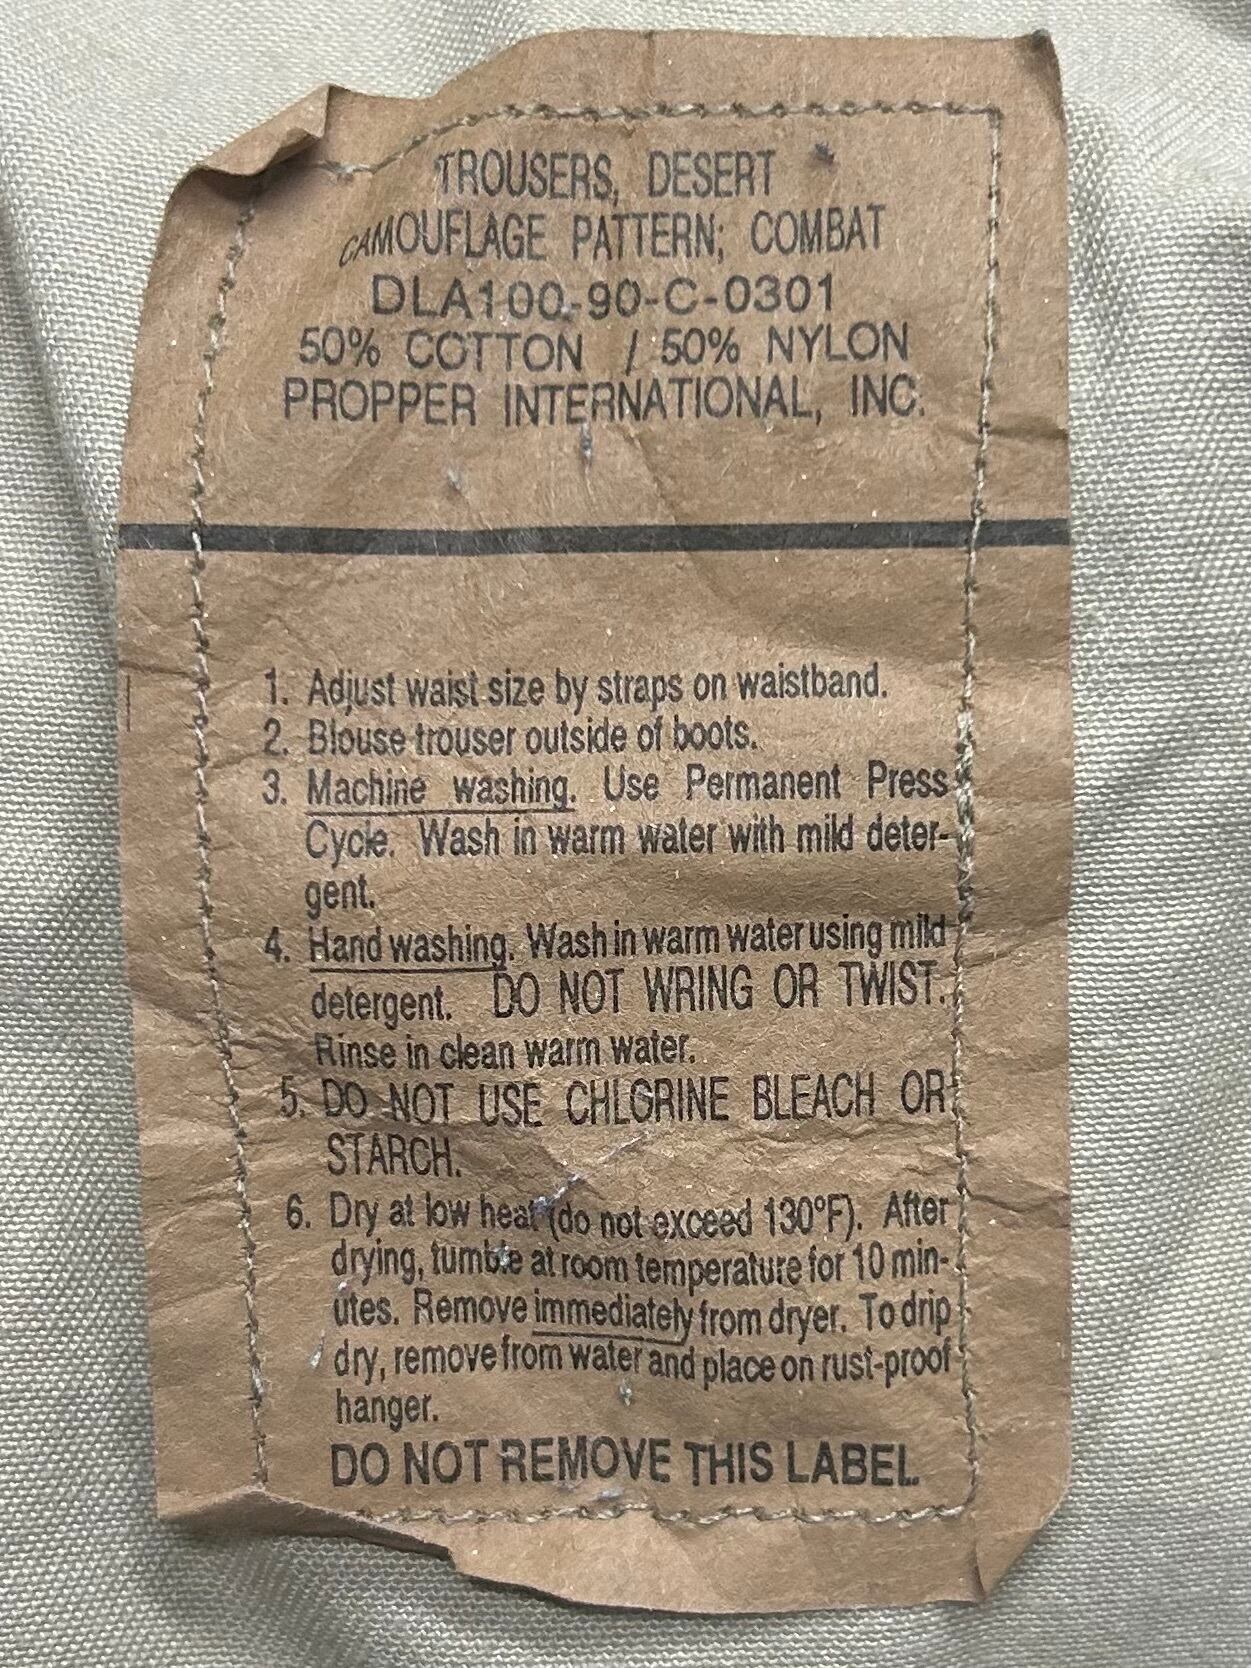 TROUSERS, DESERT
CAMOUFLAGE PATTERN; COMBAT
DLA100-90-C-0301
50% COTTON / 50% NYLON
PROPPER INTERNATIONAL, INC.
1. Adjust waist size by straps on waistband.
2. Blouse trouser outside of boots.
3. Machine washing. Use Permanent Press
Cycle. Wash in warm water with mild deter-
gent.
4. Hand washing. Wash in warm water using mild
detergent. DO NOT WRING OR TWIST.
Rinse in clean warm water.
5. DO NOT USE CHLORINE BLEACH OR
STARCH.
6. Dry at low heat (do not exceed 130°F). After
drying, tumble at room temperature for 10 min-
utes. Remove immediately from dryer. To drip
dry, remove from water and place on rust-proof
hanger.
DO NOT REMOVE THIS LABEL.